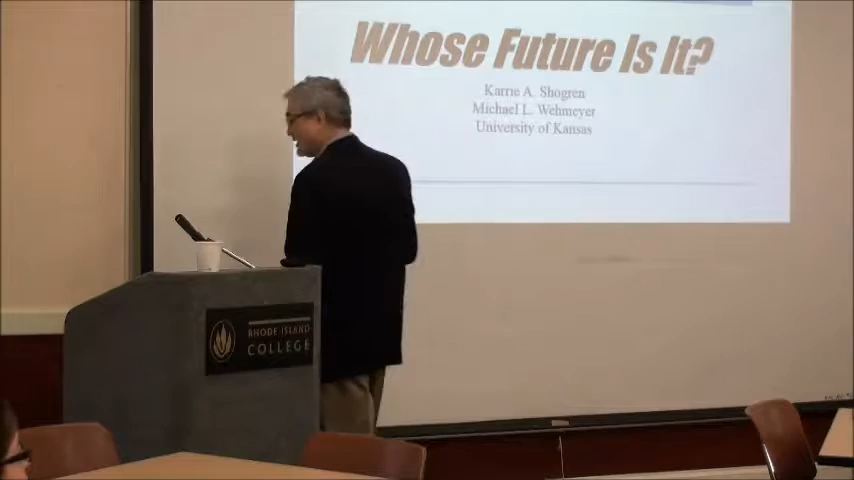 Whose Future Is It?
Karrie A. Shogren
Michael L. Wehmeyer
University of Kansas
RHODE ISLAND
COLLEGE